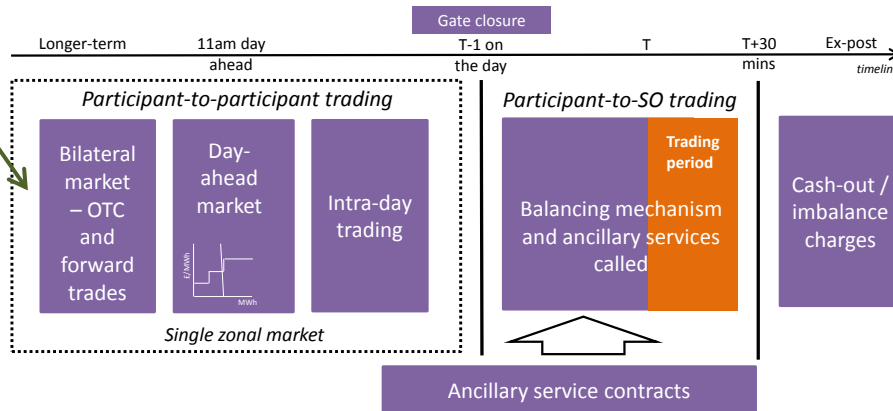 Gate closure
Longer-term
11am day
ahead
T-1 on
the day
T
T+30
mins
Ex-post
timelin
Participant-to-participant trading
Participant-to-SO trading
Bilateral
market
– OTC
and
forward
trades
Day-
ahead
market
£/MWh
MWh
Intra-day
trading
Trading
period
Balancing mechanism
and ancillary services
called
Cash-out /
imbalance
charges
Single zonal market
Ancillary service contracts